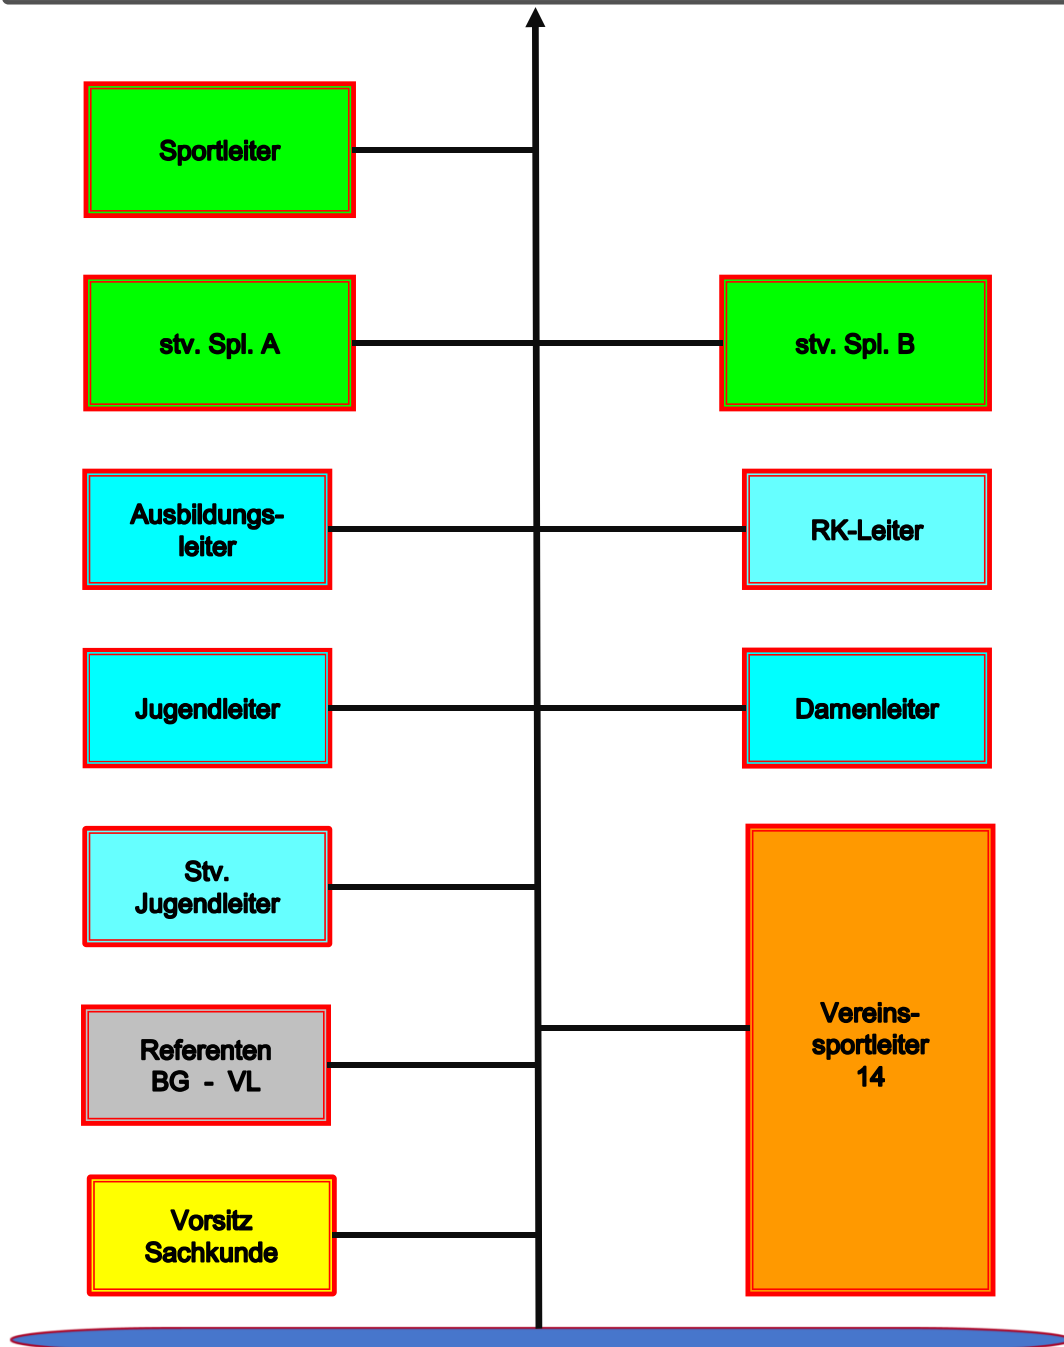 Sportleiter
stv. Spl. A
stv. Spl. B
Ausbildungs-
leiter
RK-Leiter
Jugendleiter
Damenleiter
Stv.
Jugendleiter
Vereins-
sportleiter
14
Referenten
BG - VL
Vorsitz
Sachkunde